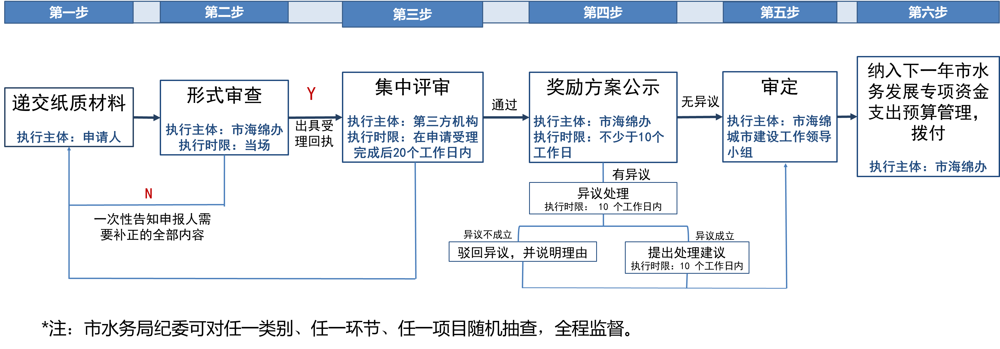 第一步
第二步
第三步
第四步
第五步
第六步
递交纸质材料
执行主体：申请人
形式审查
执行主体：市海绵办
执行时限：当场
Y
出具受
理回执
N
一次性告知申报人需
要补正的全部内容
集中评审
执行主体：第三方机构
执行时限：在申请受理
完成后20个工作日内
通过
奖励方案公示
执行主体：市海绵办
执行时限：不少于10个
工作日
无异议
有异议
异议处理
执行时限： 10 个工作日内
异议不成立
驳回异议，并说明理由
异议成立
提出处理建议
执行时限：10 个工作日内
审定
执行主体：市海绵
城市建设工作领导
小组
纳入下一年市水
务发展专项资金
支出预算管理，
拨付
执行主体：市海绵办
*注：市水务局纪委可对任一类别、任一环节、任一项目随机抽查，全程监督。